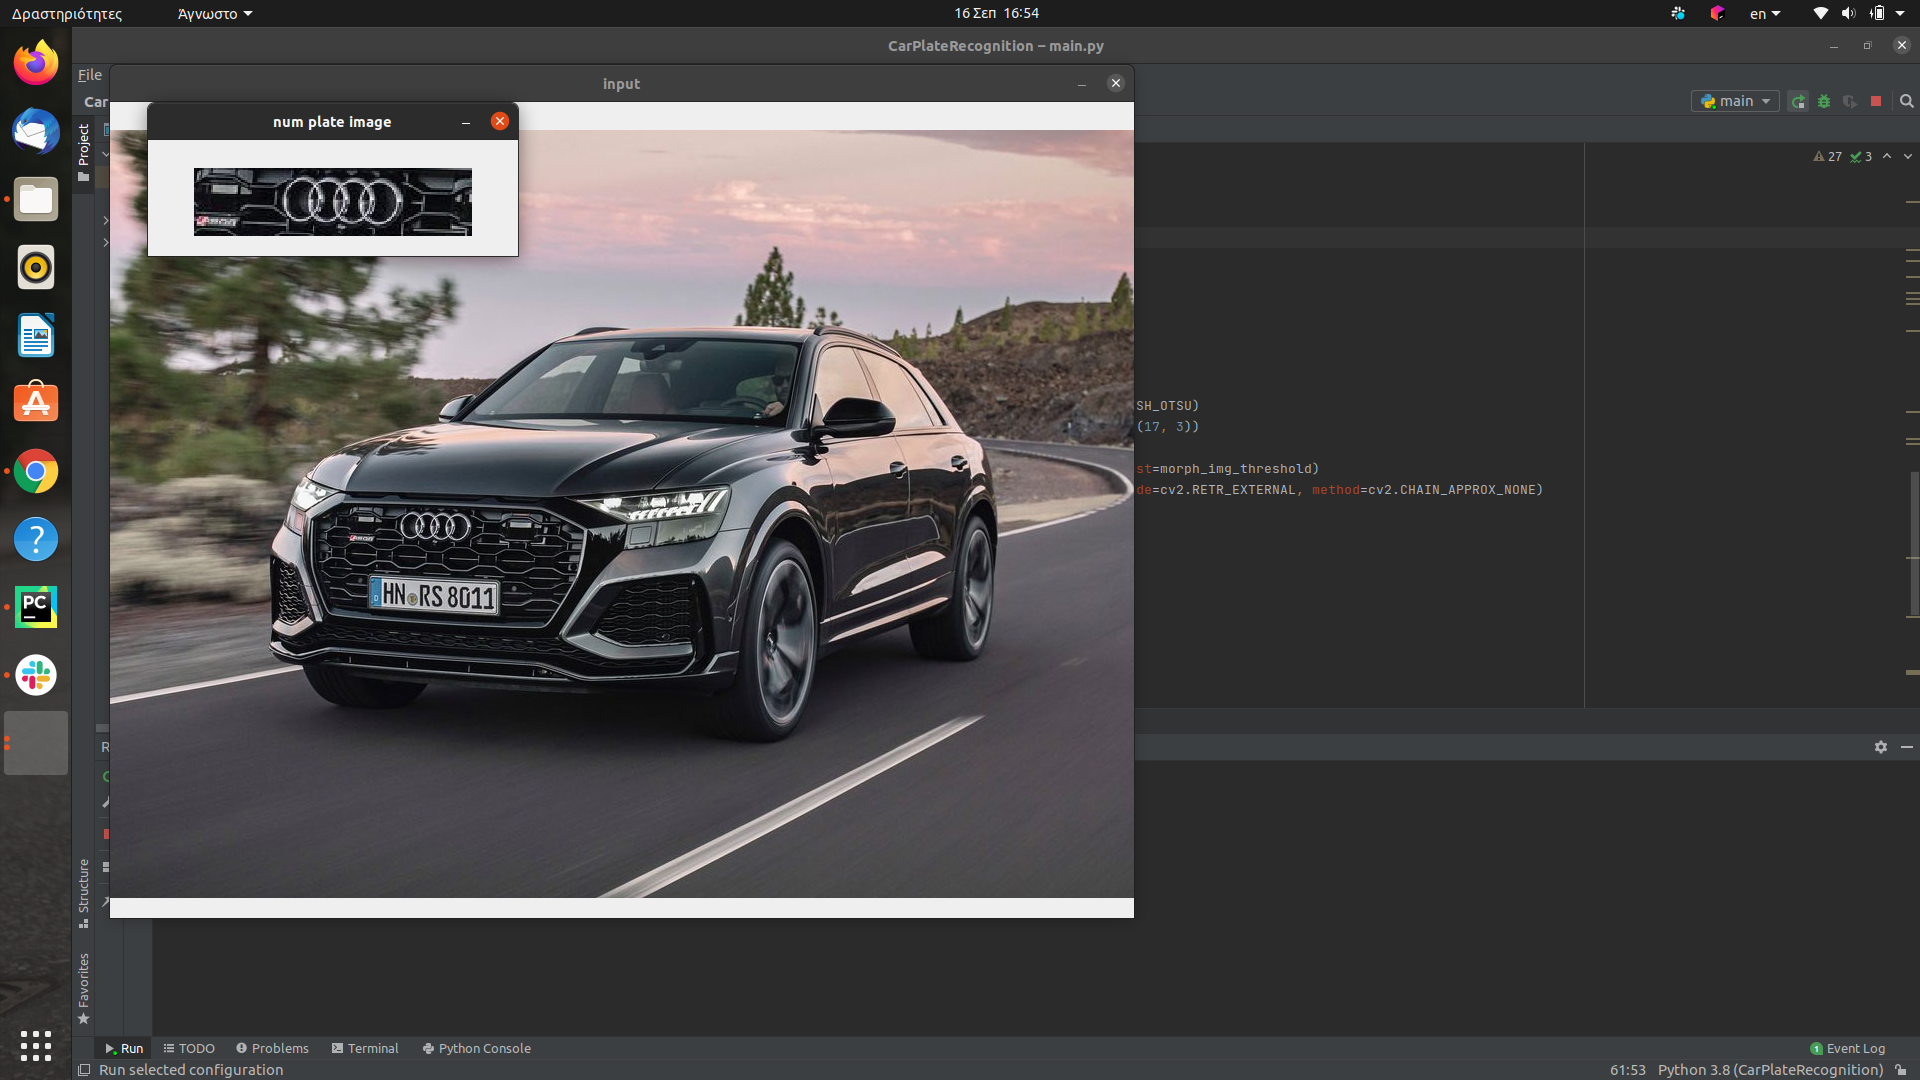 Δραστηριότητες
Άγνωστο
16 Σεπ 16:54
en
CarPlateRecognition – main.py
File
input
Car
main
num plate image
Project
27
3
SH_OTSU)
(17, 3))
st=morph_img_threshold)
de=cv2.RETR_EXTERNAL, method=cv2.CHAIN_APPROX_NONE)
HN RS 8011
PC
R
Structure
Favorites
Run
TODO
Problems
Terminal
Python Console
1 Event Log
Run selected configuration
61:53
Python 3.8 (CarPlateRecognition)